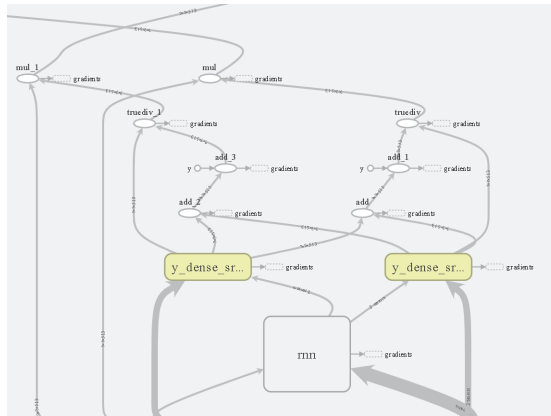 mul_1
gradients
mul
gradients
truediv_1
gradients
truediv
gradients
add_3
y
gradients
add_1
y
gradients
add_2
gradients
add
gradients
y_dense_sr...
gradients
y_dense_sr...
gradients
rnn
gradients